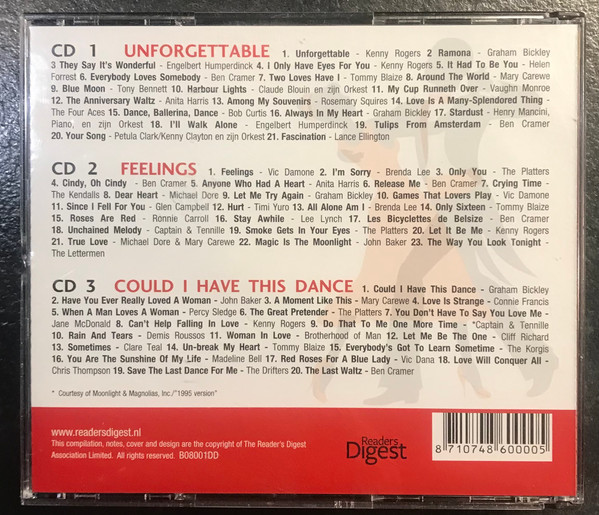 CD 1 UNFORGETTABLE 1. Unforgettable - Kenny Rogers 2 Ramona - Graham Bickley
3 They Say It's Wonderful - Engelbert Humperdinck 4. I Only Have Eyes For You - Kenny Rogers 5. It Had To Be You - Helen
Forrest 6. Everybody Loves Somebody - Ben Cramer 7. Two Loves Have I - Tommy Blaize 8. Around The World - Mary Carewe
9. Blue Moon - Tony Bennett 10. Harbour Lights - Claude Blouin en zijn Orkest 11. My Cup Runneth Over - Vaughn Monroe
12. The Anniversary Waltz - Anita Harris 13. Among My Souvenirs - Rosemary Squires 14. Love Is A Many-Splendored Thing -
The Four Aces 15. Dance, Ballerina, Dance - Bob Curtis 16. Always In My Heart - Graham Bickley 17. Stardust - Henry Mancini,
Piano, en zijn Orkest 18. I'll Walk Alone - Engelbert Humperdinck 19. Tulips From Amsterdam - Ben Cramer
20. Your Song - Petula Clark/Kenny Clayton en zijn Orkest 21. Fascination - Lance Ellington
CD 2 FEELINGS 1. Feelings - Vic Damone 2. I'm Sorry - Brenda Lee 3. Only You - The Platters
4. Cindy, Oh Cindy - Ben Cramer 5. Anyone Who Had A Heart - Anita Harris 6. Release Me - Ben Cramer 7. Crying Time -
The Kendalls 8. Dear Heart - Michael Dore 9. Let Me Try Again - Graham Bickley 10. Games That Lovers Play - Vic Damone
11. Since I Fell For You - Glen Campbell 12. Hurt - Timi Yuro 13. All Alone Am I - Brenda Lee 14. Only Sixteen - Tommy Blaize
15. Roses Are Red - Ronnie Carroll 16. Stay Awhile - Lee Lynch 17. Les Bicyclettes de Belsize - Ben Cramer
18. Unchained Melody - Captain & Tennille 19. Smoke Gets In Your Eyes - The Platters 20. Let It Be Me - Kenny Rogers
21. True Love - Michael Dore & Mary Carewe 22. Magic Is The Moonlight - John Baker 23. The Way You Look Tonight -
The Lettermen
CD 3 COULD I HAVE THIS DANCE 1. Could I Have This Dance - Graham Bickley
2. Have You Ever Really Loved A Woman - John Baker 3. A Moment Like This - Mary Carewe 4. Love Is Strange - Connie Francis
5. When A Man Loves A Woman - Percy Sledge 6. The Great Pretender - The Platters 7. You Don't Have To Say You Love Me -
Jane McDonald 8. Can't Help Falling In Love - Kenny Rogers 9. Do That To Me One More Time - *Captain & Tennille
10. Rain And Tears - Demis Roussos 11. Woman In Love - Brotherhood of Man 12. Let Me Be The One - Cliff Richard
13. Sometimes - Clare Teal 14. Un-break My Heart - Tommy Blaize 15. Everybody's Got To Learn Sometime - The Korgis
16. You Are The Sunshine Of My Life - Madeline Bell 17. Red Roses For A Blue Lady - Vic Dana 18. Love Will Conquer All -
Chris Thompson 19. Save The Last Dance For Me - The Drifters 20. The Last Waltz - Ben Cramer
* Courtesy of Moonlight & Magnolias, Inc/"1995 version"
www.readersdigest.nl
This compilation, notes, cover and design are the copyright of The Reader's Digest
Association Limited. All rights reserved. B08001DD
Readers
Digest
8 710748 600005